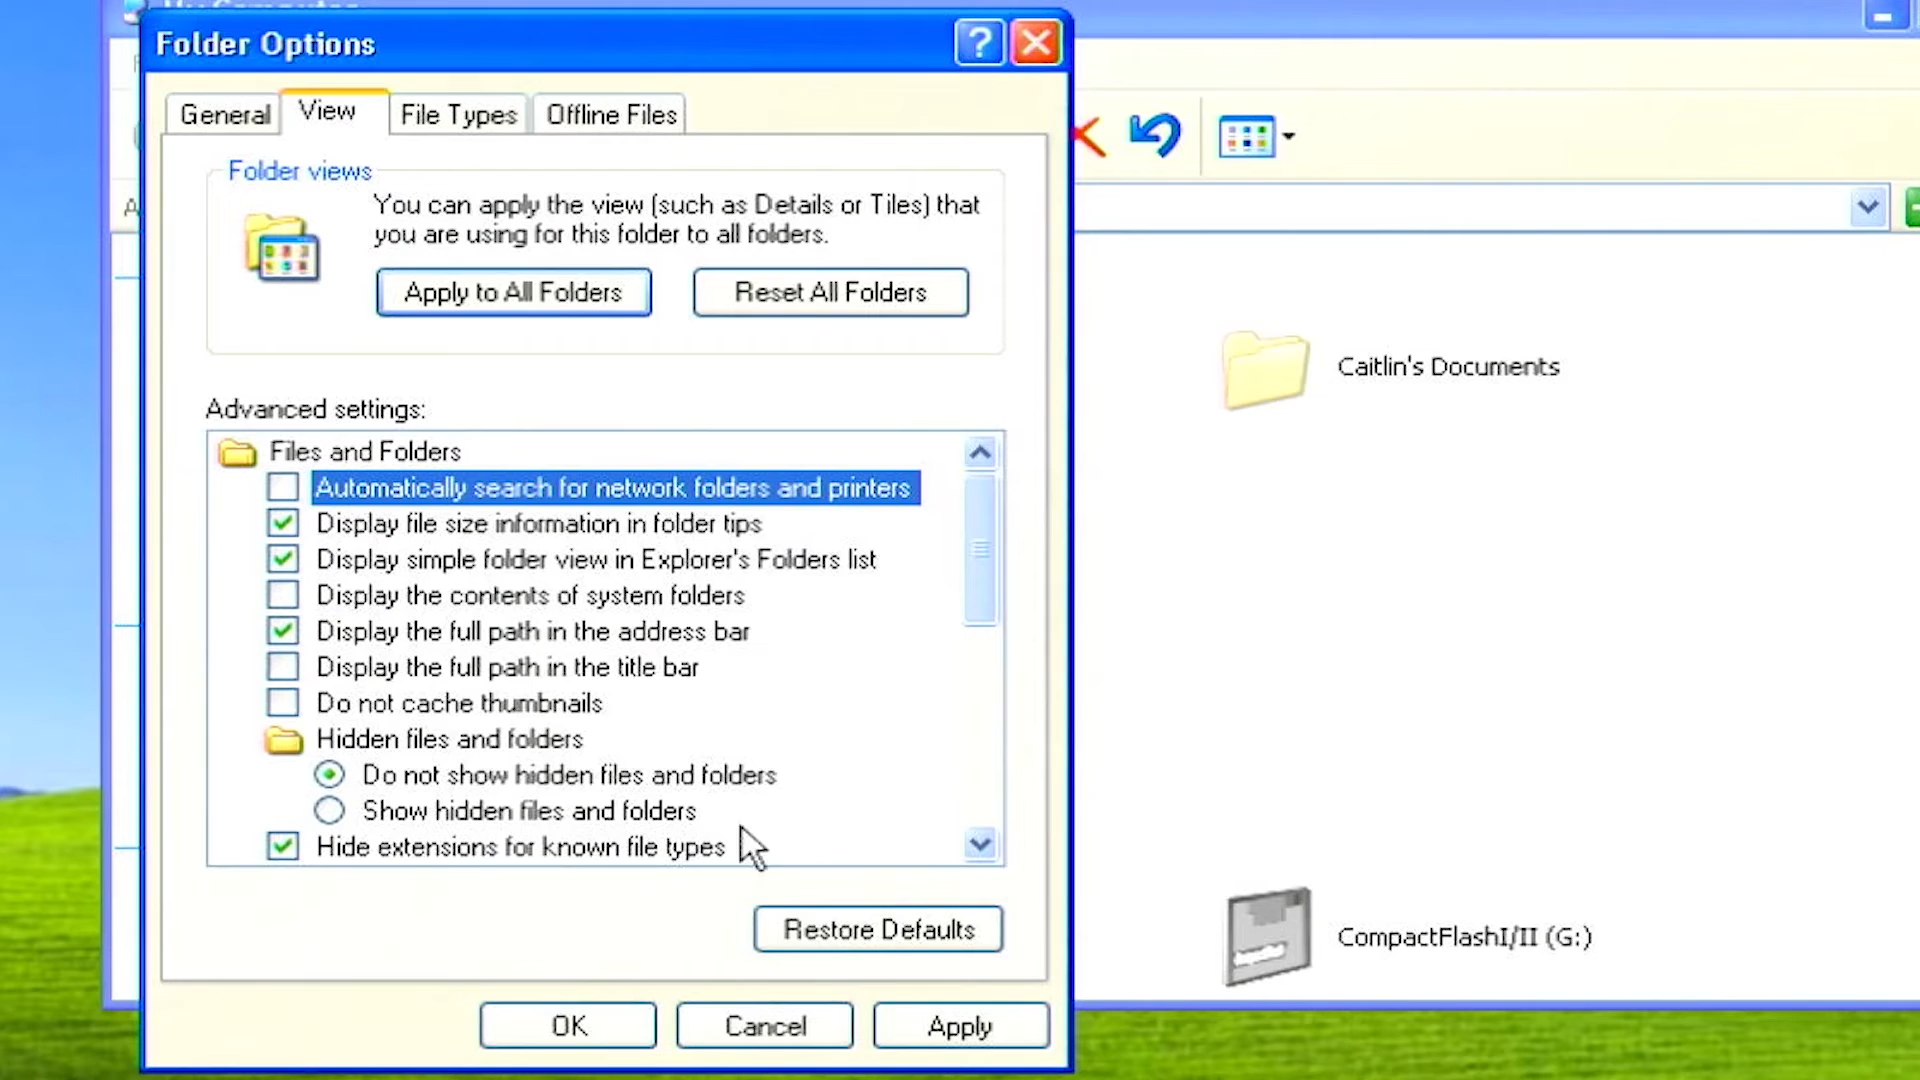 Folder Options
General
View
File Types
Offline Files
Folder views
You can apply the view (such as Details or Tiles) that
you are using for this folder to all folders.
Apply to All Folders
Reset All Folders
Advanced settings:
Files and Folders
Automatically search for network folders and printers
Display file size information in folder tips
Display simple folder view in Explorer's Folders list
Display the contents of system folders
Display the full path in the address bar
Display the full path in the title bar
Do not cache thumbnails
Hidden files and folders
Do not show hidden files and folders
Show hidden files and folders
Hide extensions for known file types
Restore Defaults
OK
Cancel
Apply
Caitlin's Documents
CompactFlashI/II (G:)